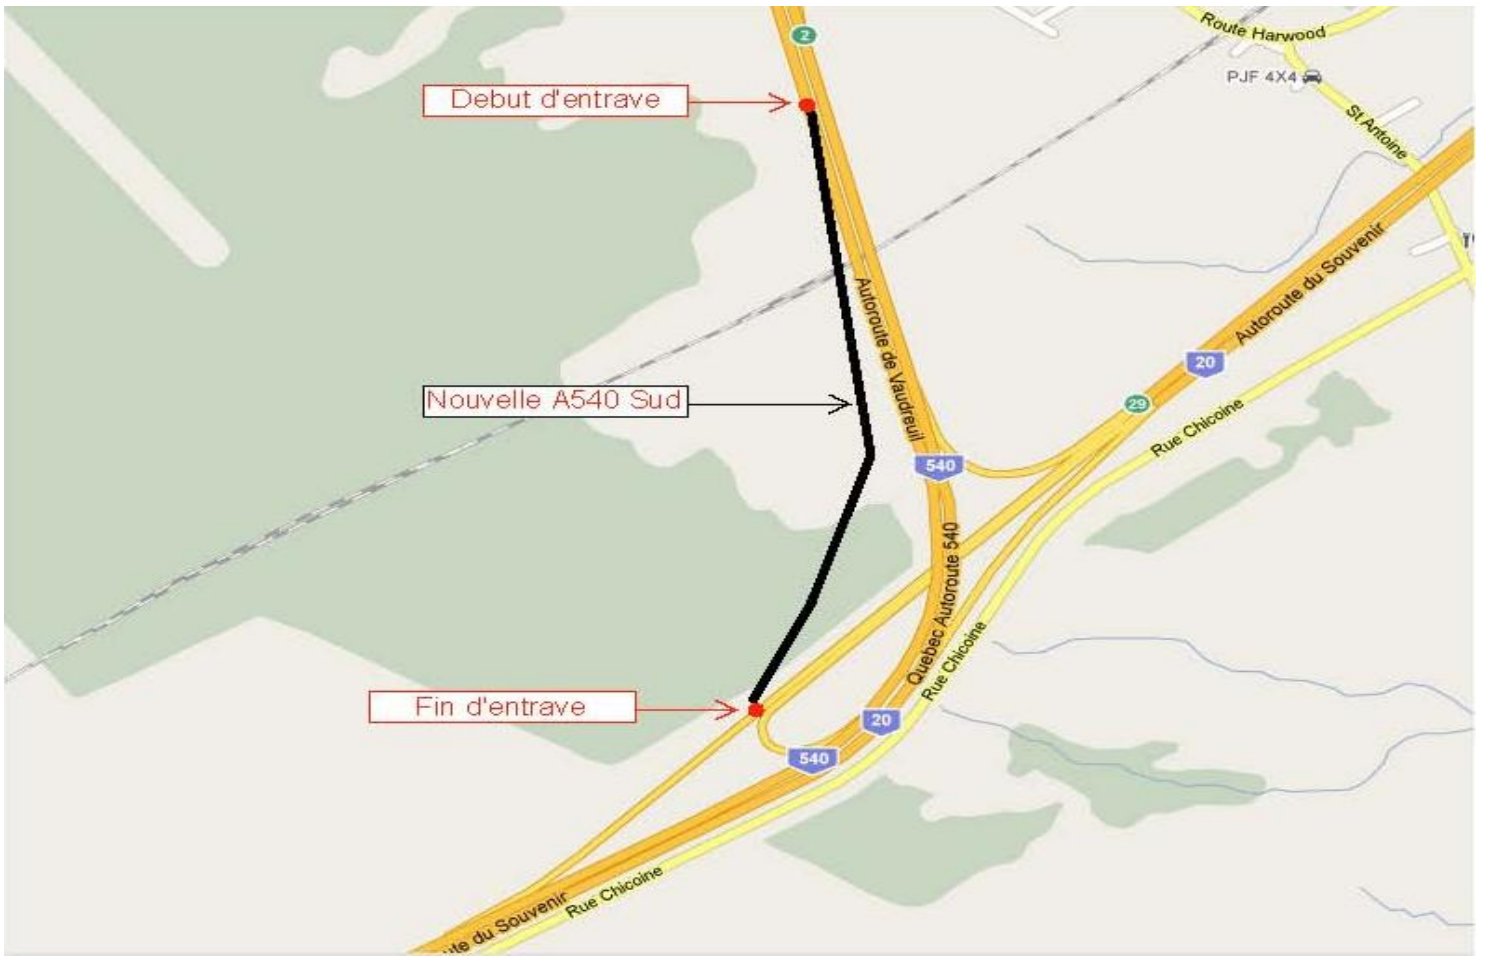 2
Route Harwood
PJF 4X4
Debut d'entrave
St Antoine
Autoroute du Souvenir
Autoroute de Vaudreuil
20
Nouvelle A540 Sud
29
Rue Chicoine
540
Quebec Autoroute 540
Rue Chicoine
Fin d'entrave
20
540
Rue Chicoine
ute du Souvenir